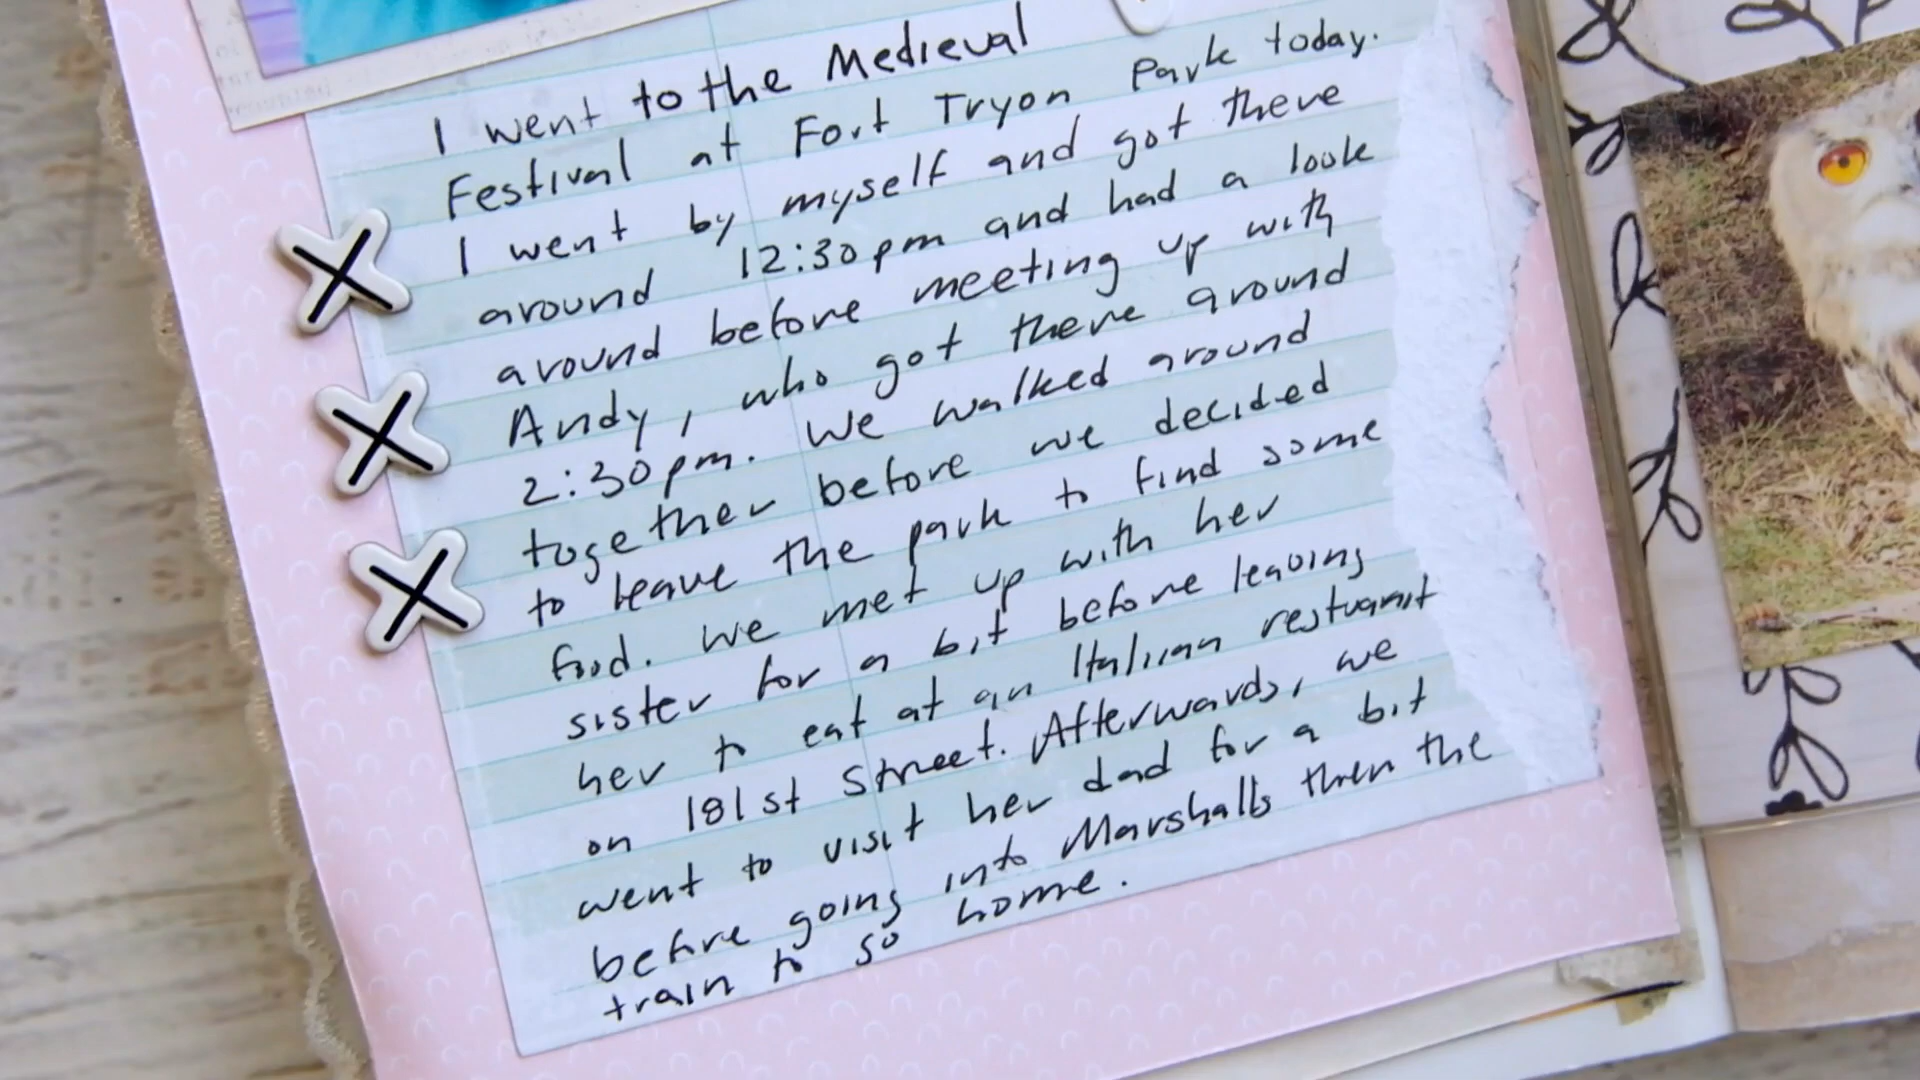 I went to the Medieval
Festival at Fort Tryon Park today.
I went by myself and got there
around 12:30pm and had a look
around before meeting up with
Andy, who got there around
2:30pm. We walked around
together before we decided
to leave the park to find some
food. We met up with her
sister for a bit before leaving
her to eat at an Italian restuarnt
on 181st Street. Afterwards, we
went to visit her dad for a bit
before going into Marshalls then the
train to go home.